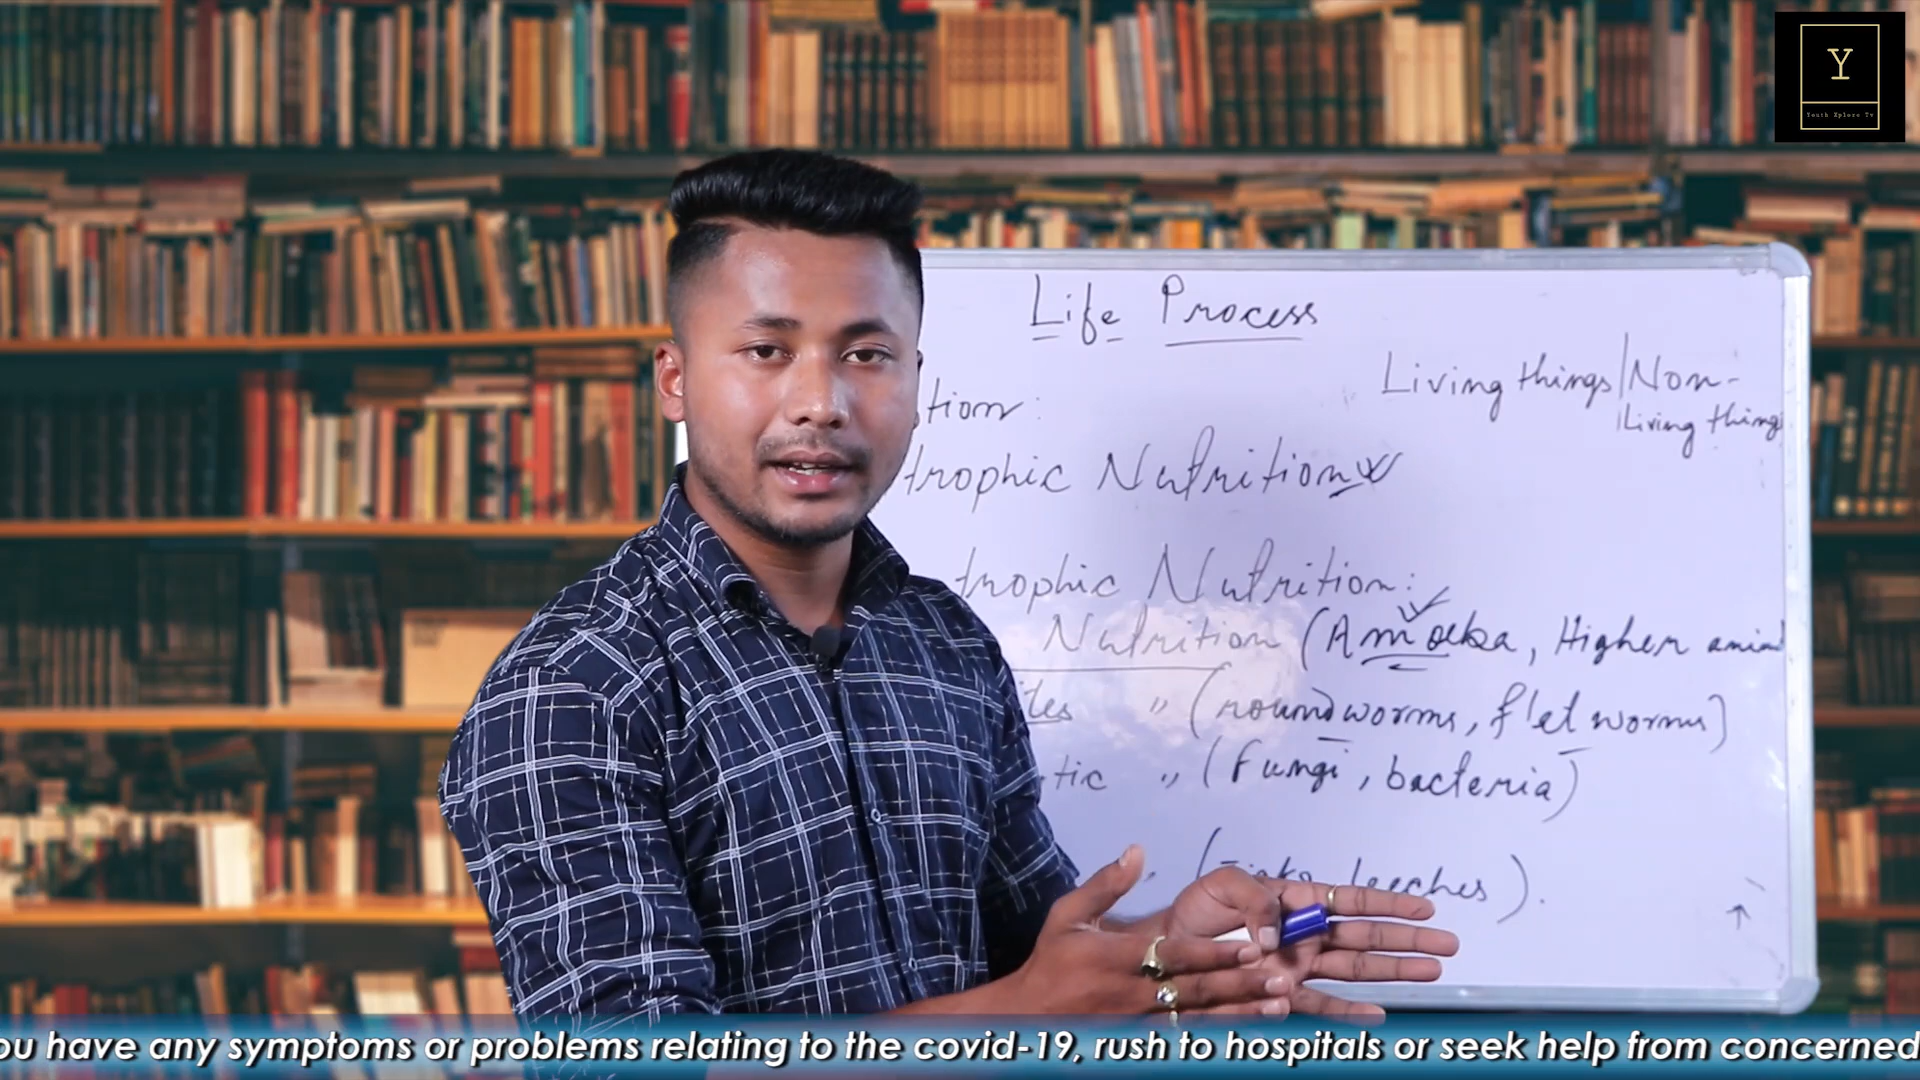 Y
Youth Xplore Tv
Life Process
Living things Non-
Living things
tion:
trophic Nutrition
trophic Nutrition:
Nutrition (Amoeba, Higher
tes " (roundworms, flet worms)
tic " (Fungi, bacteria)
leeches).
ou have any symptoms or problems relating to the covid-19, rush to hospitals or seek help from concerned